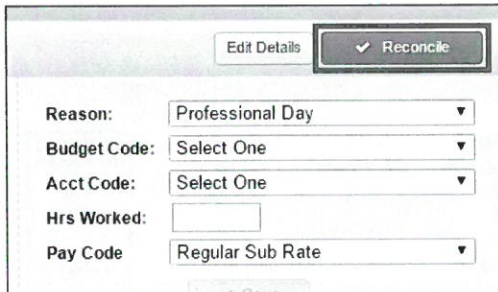 Edit Details ✔ Reconcile
Reason: Professional Day
Budget Code: Select One
Acct Code: Select One
Hrs Worked:
Pay Code Regular Sub Rate